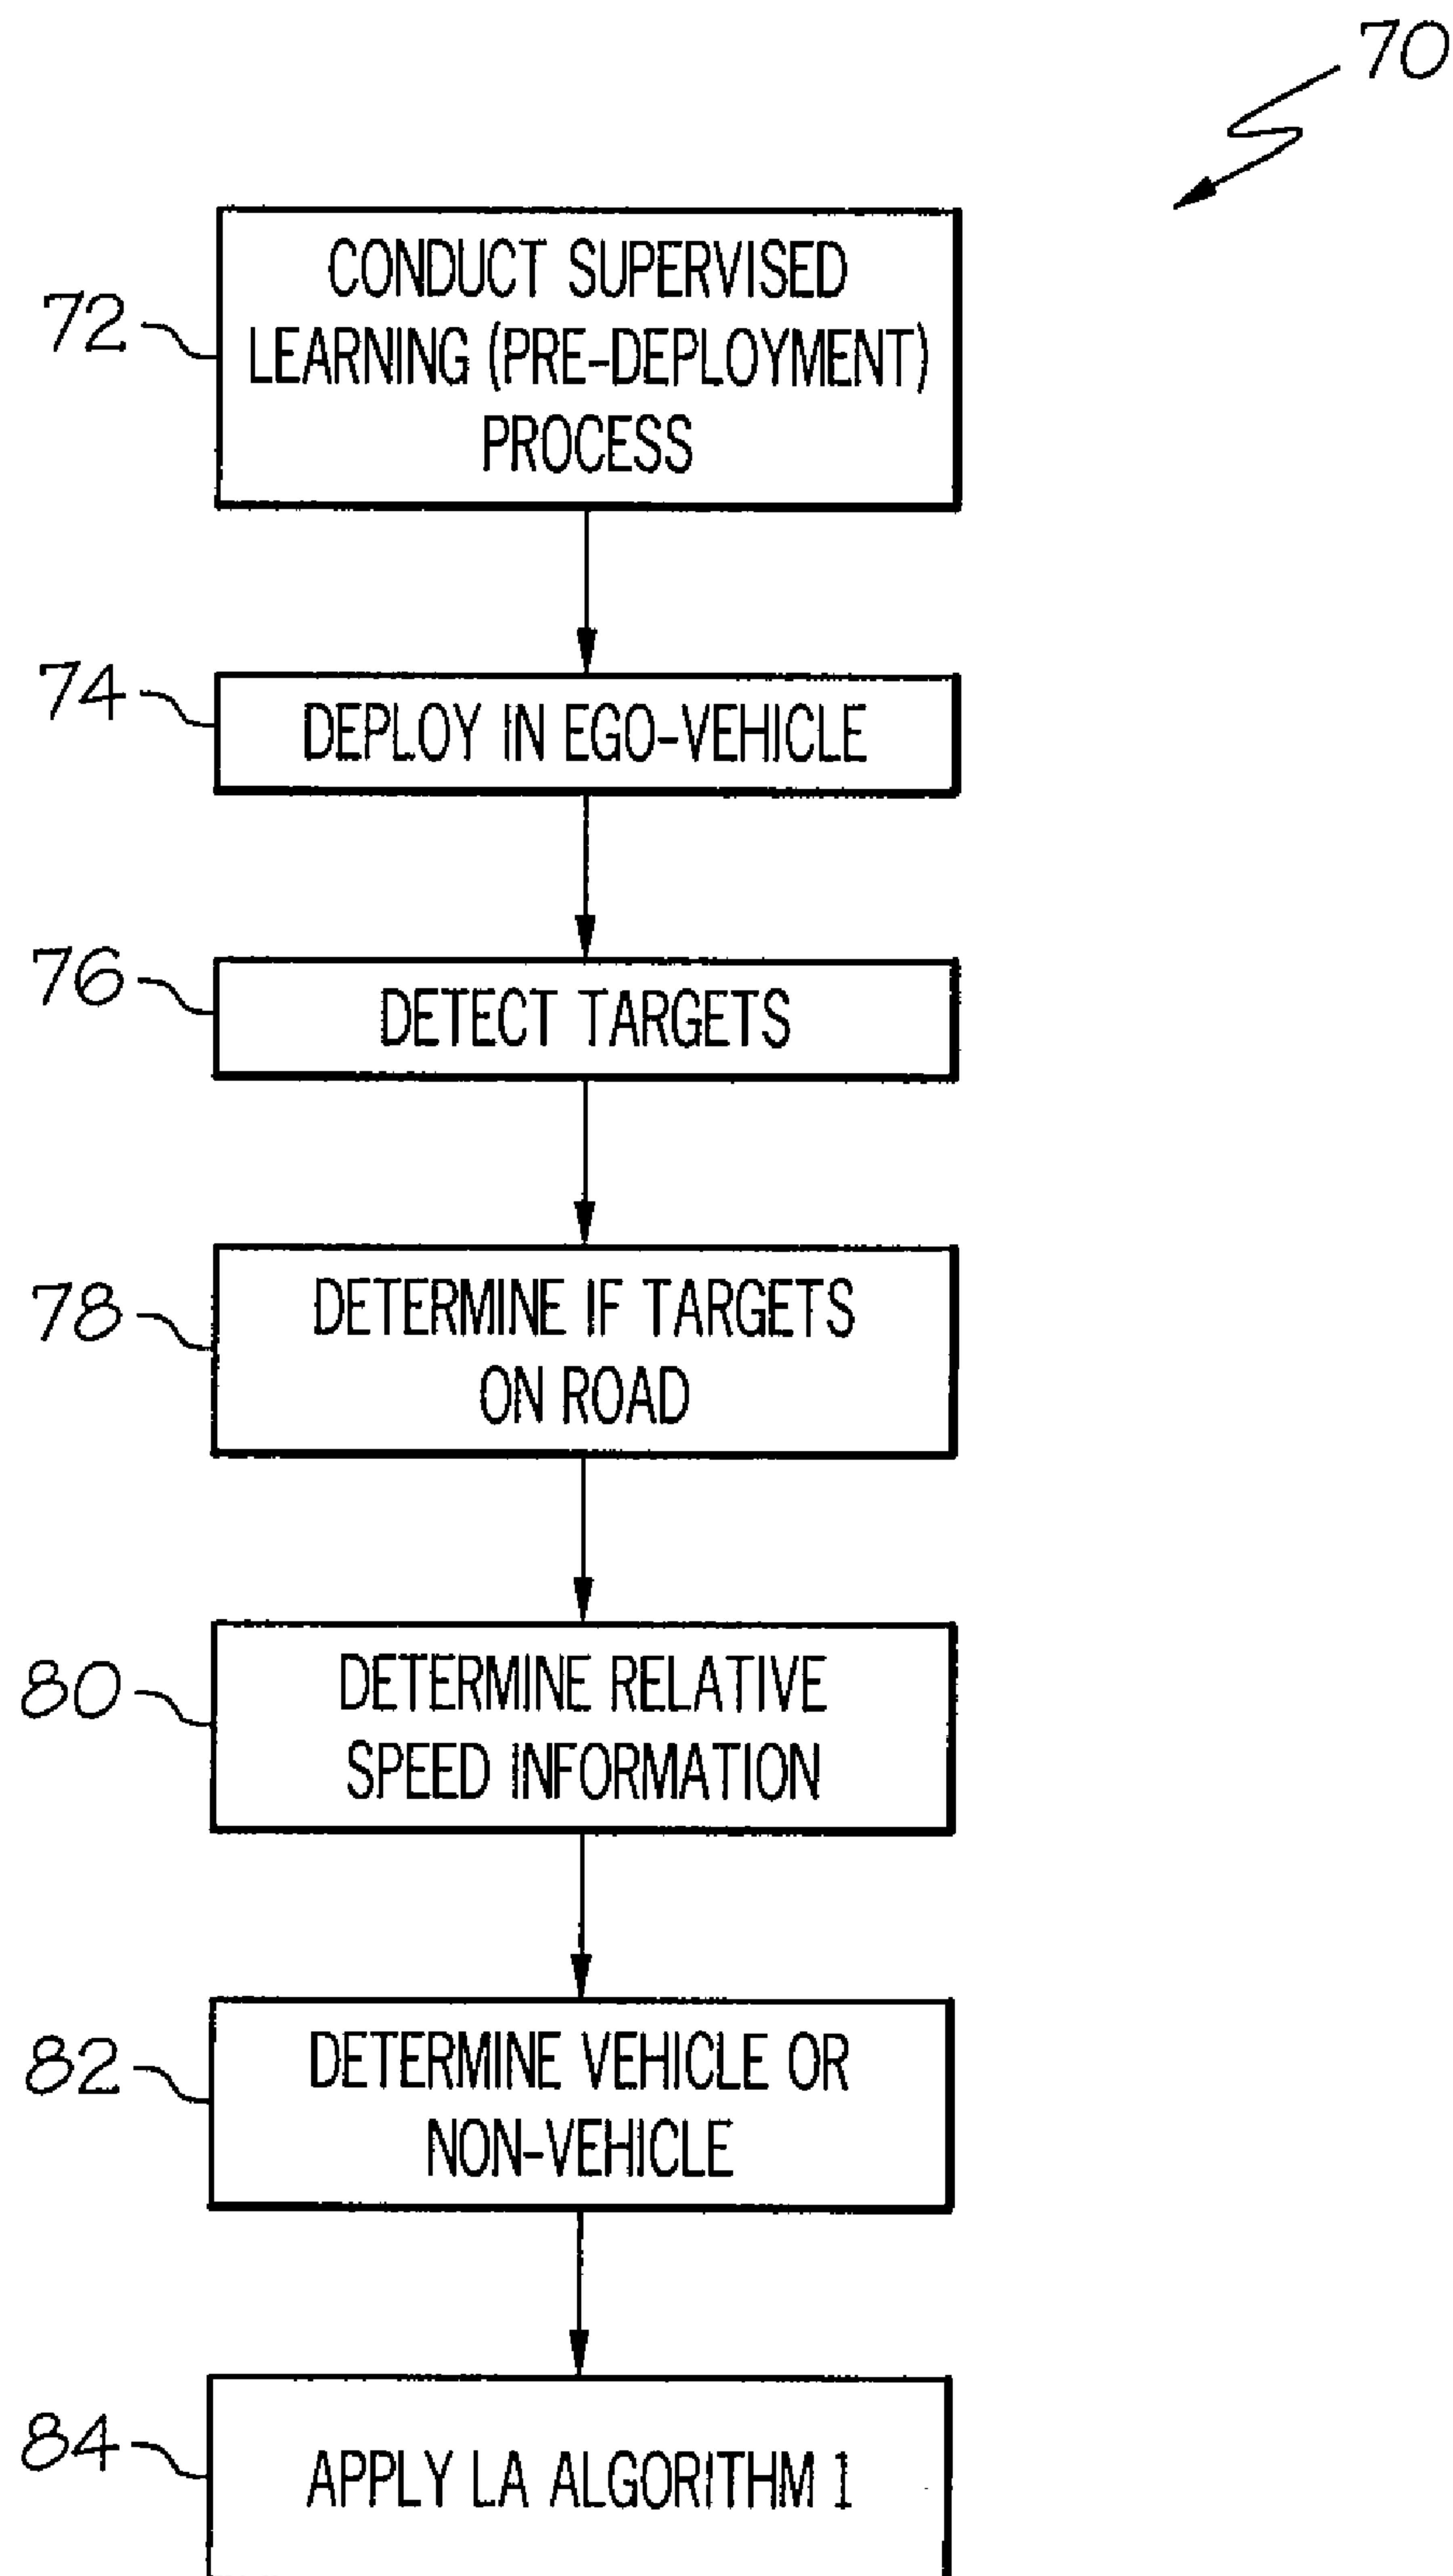 70
72
CONDUCT SUPERVISED
LEARNING (PRE-DEPLOYMENT)
PROCESS
74
DEPLOY IN EGO-VEHICLE
76
DETECT TARGETS
78
DETERMINE IF TARGETS
ON ROAD
80
DETERMINE RELATIVE
SPEED INFORMATION
82
DETERMINE VEHICLE OR
NON-VEHICLE
84
APPLY LA ALGORITHM 1